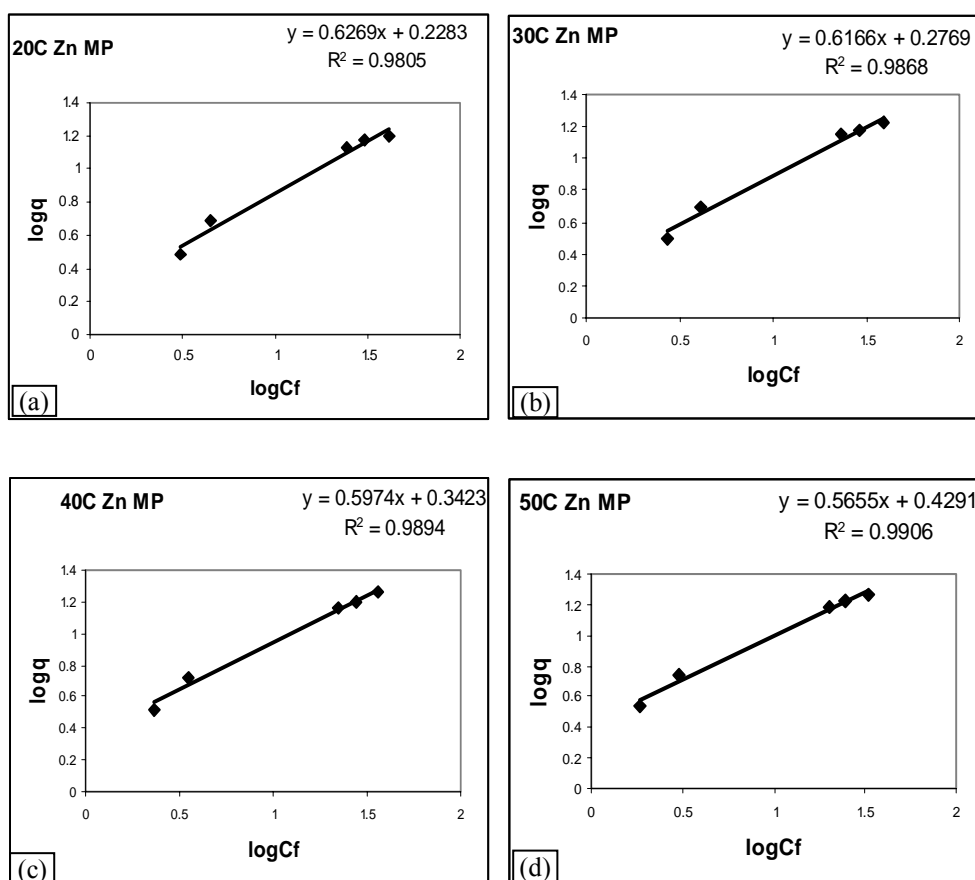 20C Zn MP
y = 0.6269x + 0.2283
R² = 0.9805
1.4
1.2
1
0.8
0.6
0.4
0.2
0
0 0.5 1 1.5 2
logq
logCf
(a)
30C Zn MP
y = 0.6166x + 0.2769
R² = 0.9868
1.4
1.2
1
0.8
0.6
0.4
0.2
0
0 0.5 1 1.5 2
logq
logCf
(b)
40C Zn MP
y = 0.5974x + 0.3423
R² = 0.9894
1.4
1.2
1
0.8
0.6
0.4
0.2
0
0 0.5 1 1.5 2
logq
logCf
(c)
50C Zn MP
y = 0.5655x + 0.4291
R² = 0.9906
1.4
1.2
1
0.8
0.6
0.4
0.2
0
0 0.5 1 1.5 2
logq
logCf
(d)